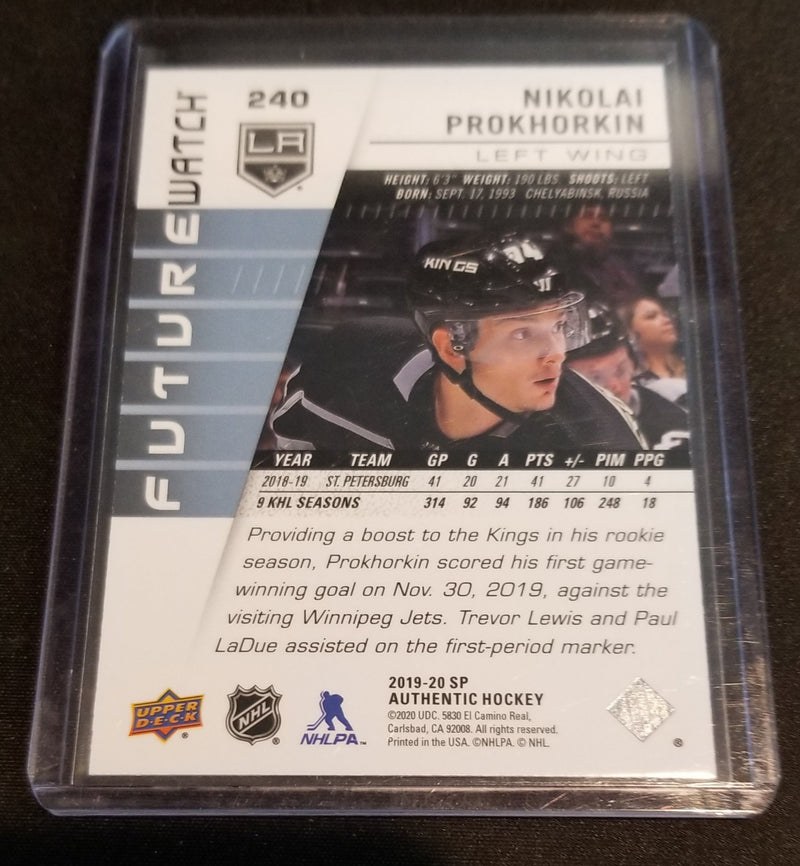 240
NIKOLAI
PROKHORKIN
LEFT WING
HEIGHT: 6'3" WEIGHT: 190 LBS SHOOTS: LEFT
BORN: SEPT. 17, 1993 CHELYABINSK, RUSSIA
FUTUREWATCH
LA
KINGS
YEAR TEAM GP G A PTS +/- PIM PPG
2018-19 ST. PETERSBURG 41 20 21 41 27 10 4
9 KHL SEASONS 314 92 94 186 106 248 18
Providing a boost to the Kings in his rookie
season, Prokhorkin scored his first game-
winning goal on Nov. 30, 2019, against the
visiting Winnipeg Jets. Trevor Lewis and Paul
LaDue assisted on the first-period marker.
UPPER
D·E·C·K
®
NHL
®
NHLPA™
2019-20 SP
AUTHENTIC HOCKEY
©2020 UDC. 5830 El Camino Real,
Carlsbad, CA 92008. All rights reserved.
Printed in the USA. ©NHLPA. © NHL.
®